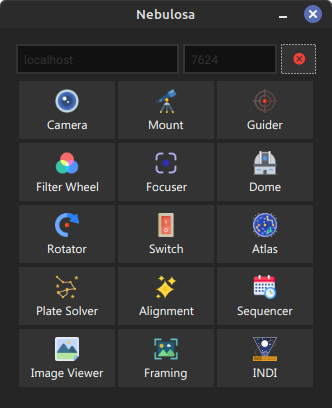 Nebulosa
localhost
7624
Camera
Mount
Guider
Filter Wheel
Focuser
Dome
Rotator
Switch
Atlas
Plate Solver
Alignment
Sequencer
Image Viewer
Framing
INDI